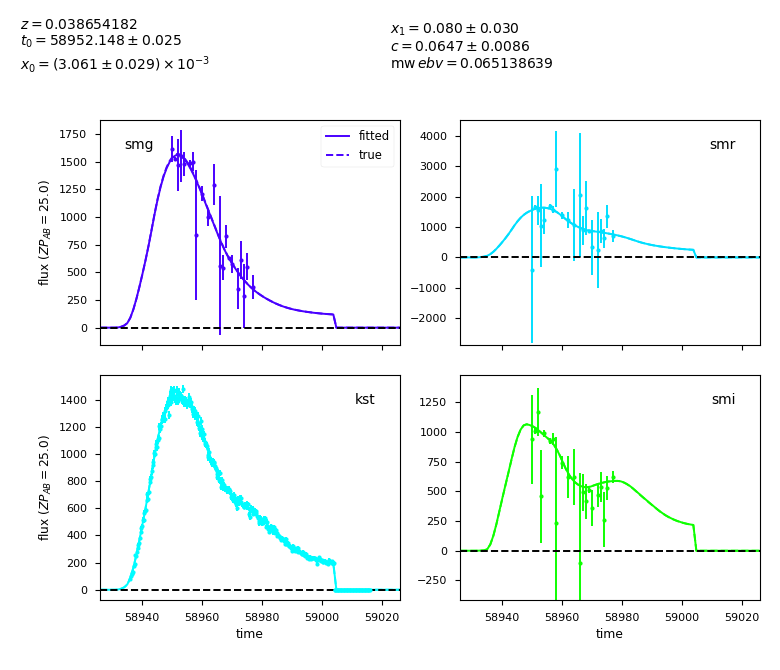 z = 0.038654182
t₀ = 58952.148 ± 0.025
x₀ = (3.061 ± 0.029) × 10⁻³
x₁ = 0.080 ± 0.030
c = 0.0647 ± 0.0086
mw ebv = 0.065138639
smg
fitted
true
1750
1500
1250
1000
750
500
250
0
flux (ZP_AB = 25.0)
smr
4000
3000
2000
1000
0
−1000
−2000
kst
1400
1200
1000
800
600
400
200
0
flux (ZP_AB = 25.0)
58940 58960 58980 59000 59020
time
smi
1250
1000
750
500
250
0
−250
58940 58960 58980 59000 59020
time